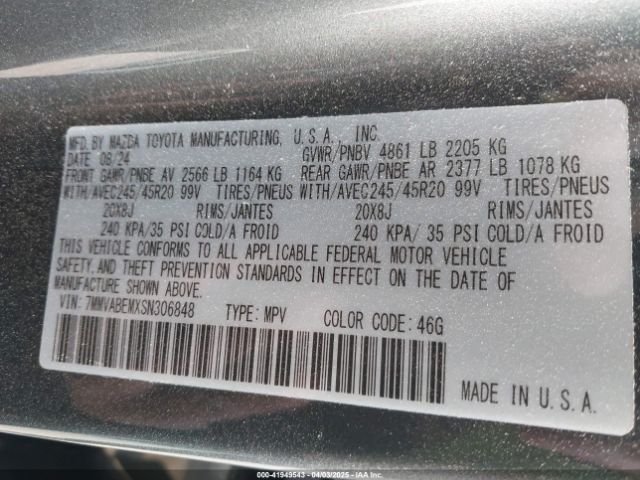 MFD. BY MAZDA TOYOTA MANUFACTURING, U.S.A., INC.
DATE 08/24 GVWR/PNBV 4861 LB 2205 KG
FRONT GAWR/PNBE AV 2566 LB 1164 KG REAR GAWR/PNBE AR 2377 LB 1078 KG
WITH/AVEC245/45R20 99V TIRES/PNEUS WITH/AVEC245/45R20 99V TIRES/PNEUS
20X8J RIMS/JANTES 20X8J RIMS/JANTES
240 KPA/35 PSI COLD/A FROID 240 KPA/ 35 PSI COLD/A FROID
THIS VEHICLE CONFORMS TO ALL APPLICABLE FEDERAL MOTOR VEHICLE
SAFETY, AND THEFT PREVENTION STANDARDS IN EFFECT ON THE DATE OF
MANUFACTURE SHOWN ABOVE.
VIN: 7MMVABEMXSN306848 TYPE: MPV COLOR CODE: 46G
MADE IN U.S.A.
000-41949543 - 04/03/2025 - IAA Inc.